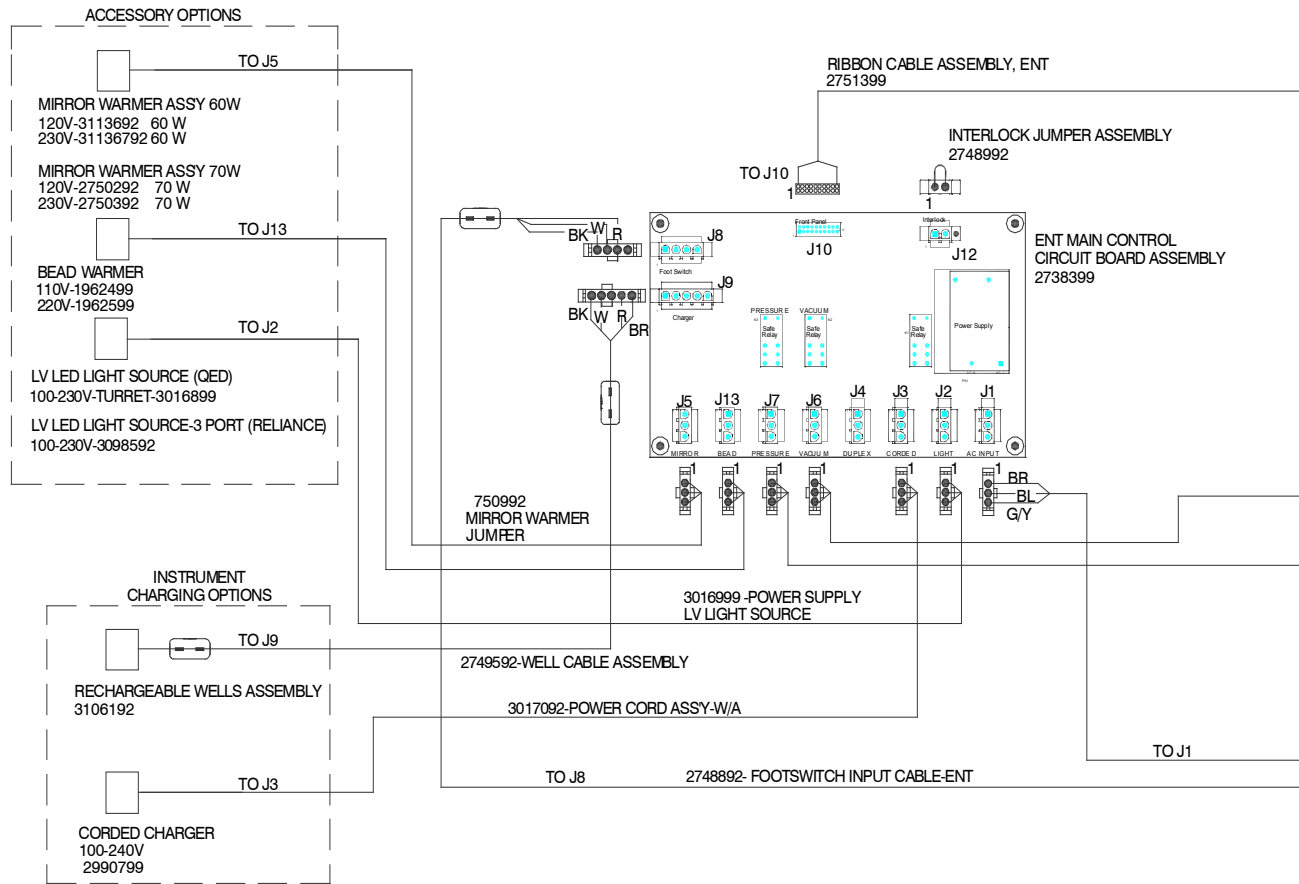 ACCESSORY OPTIONS
TO J5
MIRROR WARMER ASS'Y 60W
120V-3113692 60 W
230V-31136792 60 W
MIRROR WARMER ASS'Y 70W
120V-2750292 70 W
230V-2750392 70 W
TO J13
BEAD WARMER
110V-1962499
220V-1962599
TO J2
LV LED LIGHT SOURCE (QED)
100-230V-TURRET-3016899
LV LED LIGHT SOURCE-3 PORT (RELIANCE)
100-230V-3098592
RIBBON CABLE ASSEMBLY, ENT
2751399
INTERLOCK JUMPER ASSEMBLY
2748992
TO J10
1
1
BK W R
J8
Foot Switch
J9
Charger
BK W R BR
Front Panel
J10
Interlock
J12
ENT MAIN CONTROL
CIRCUIT BOARD ASSEMBLY
2738399
PRESSURE VACUUM
Safe
Relay
Safe
Relay
Safe
Relay
Power Supply
J5 J13 J7 J6 J4 J3 J2 J1
MIRROR BEAD PRESSURE VACUUM DUPLEX CORDED LIGHT AC INPUT
1 1 1 1 1 1 1
BR
BL
G/Y
750992
MIRROR WARMER
JUMPER
3016999 -POWER SUPPLY
LV LIGHT SOURCE
INSTRUMENT
CHARGING OPTIONS
TO J9
2749592-WELL CABLE ASSEMBLY
RECHARGEABLE WELLS ASSEMBLY
3106192
3017092-POWER CORD ASS'Y-W/A
TO J1
TO J3
TO J8
2748892- FOOTSWITCH INPUT CABLE-ENT
CORDED CHARGER
100-240V
2990799